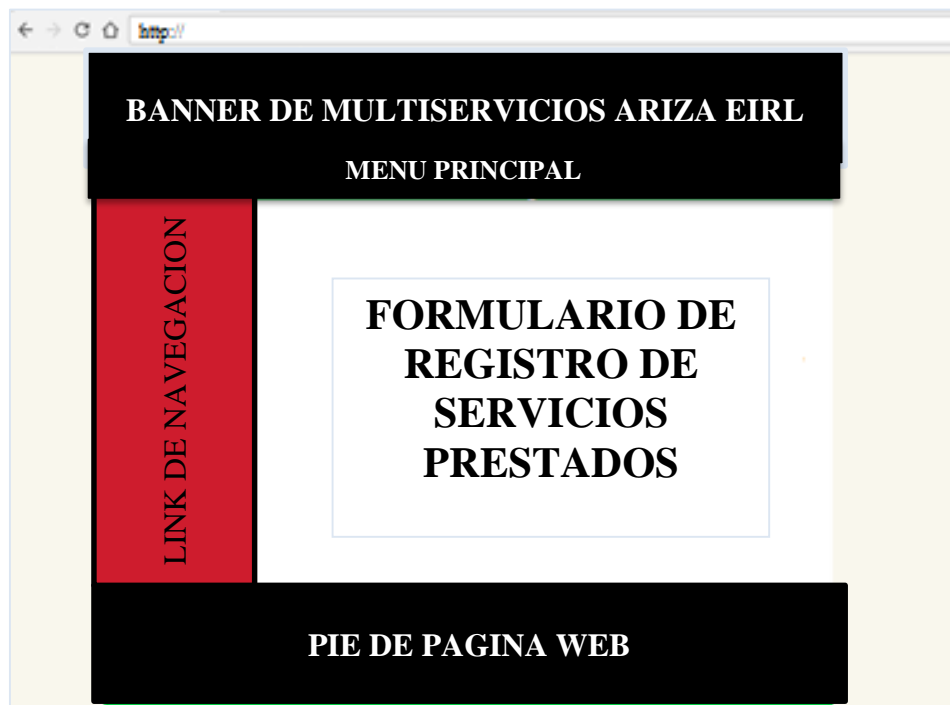 http://
BANNER DE MULTISERVICIOS ARIZA EIRL
MENU PRINCIPAL
LINK DE NAVEGACION
FORMULARIO DE
REGISTRO DE
SERVICIOS
PRESTADOS
PIE DE PAGINA WEB